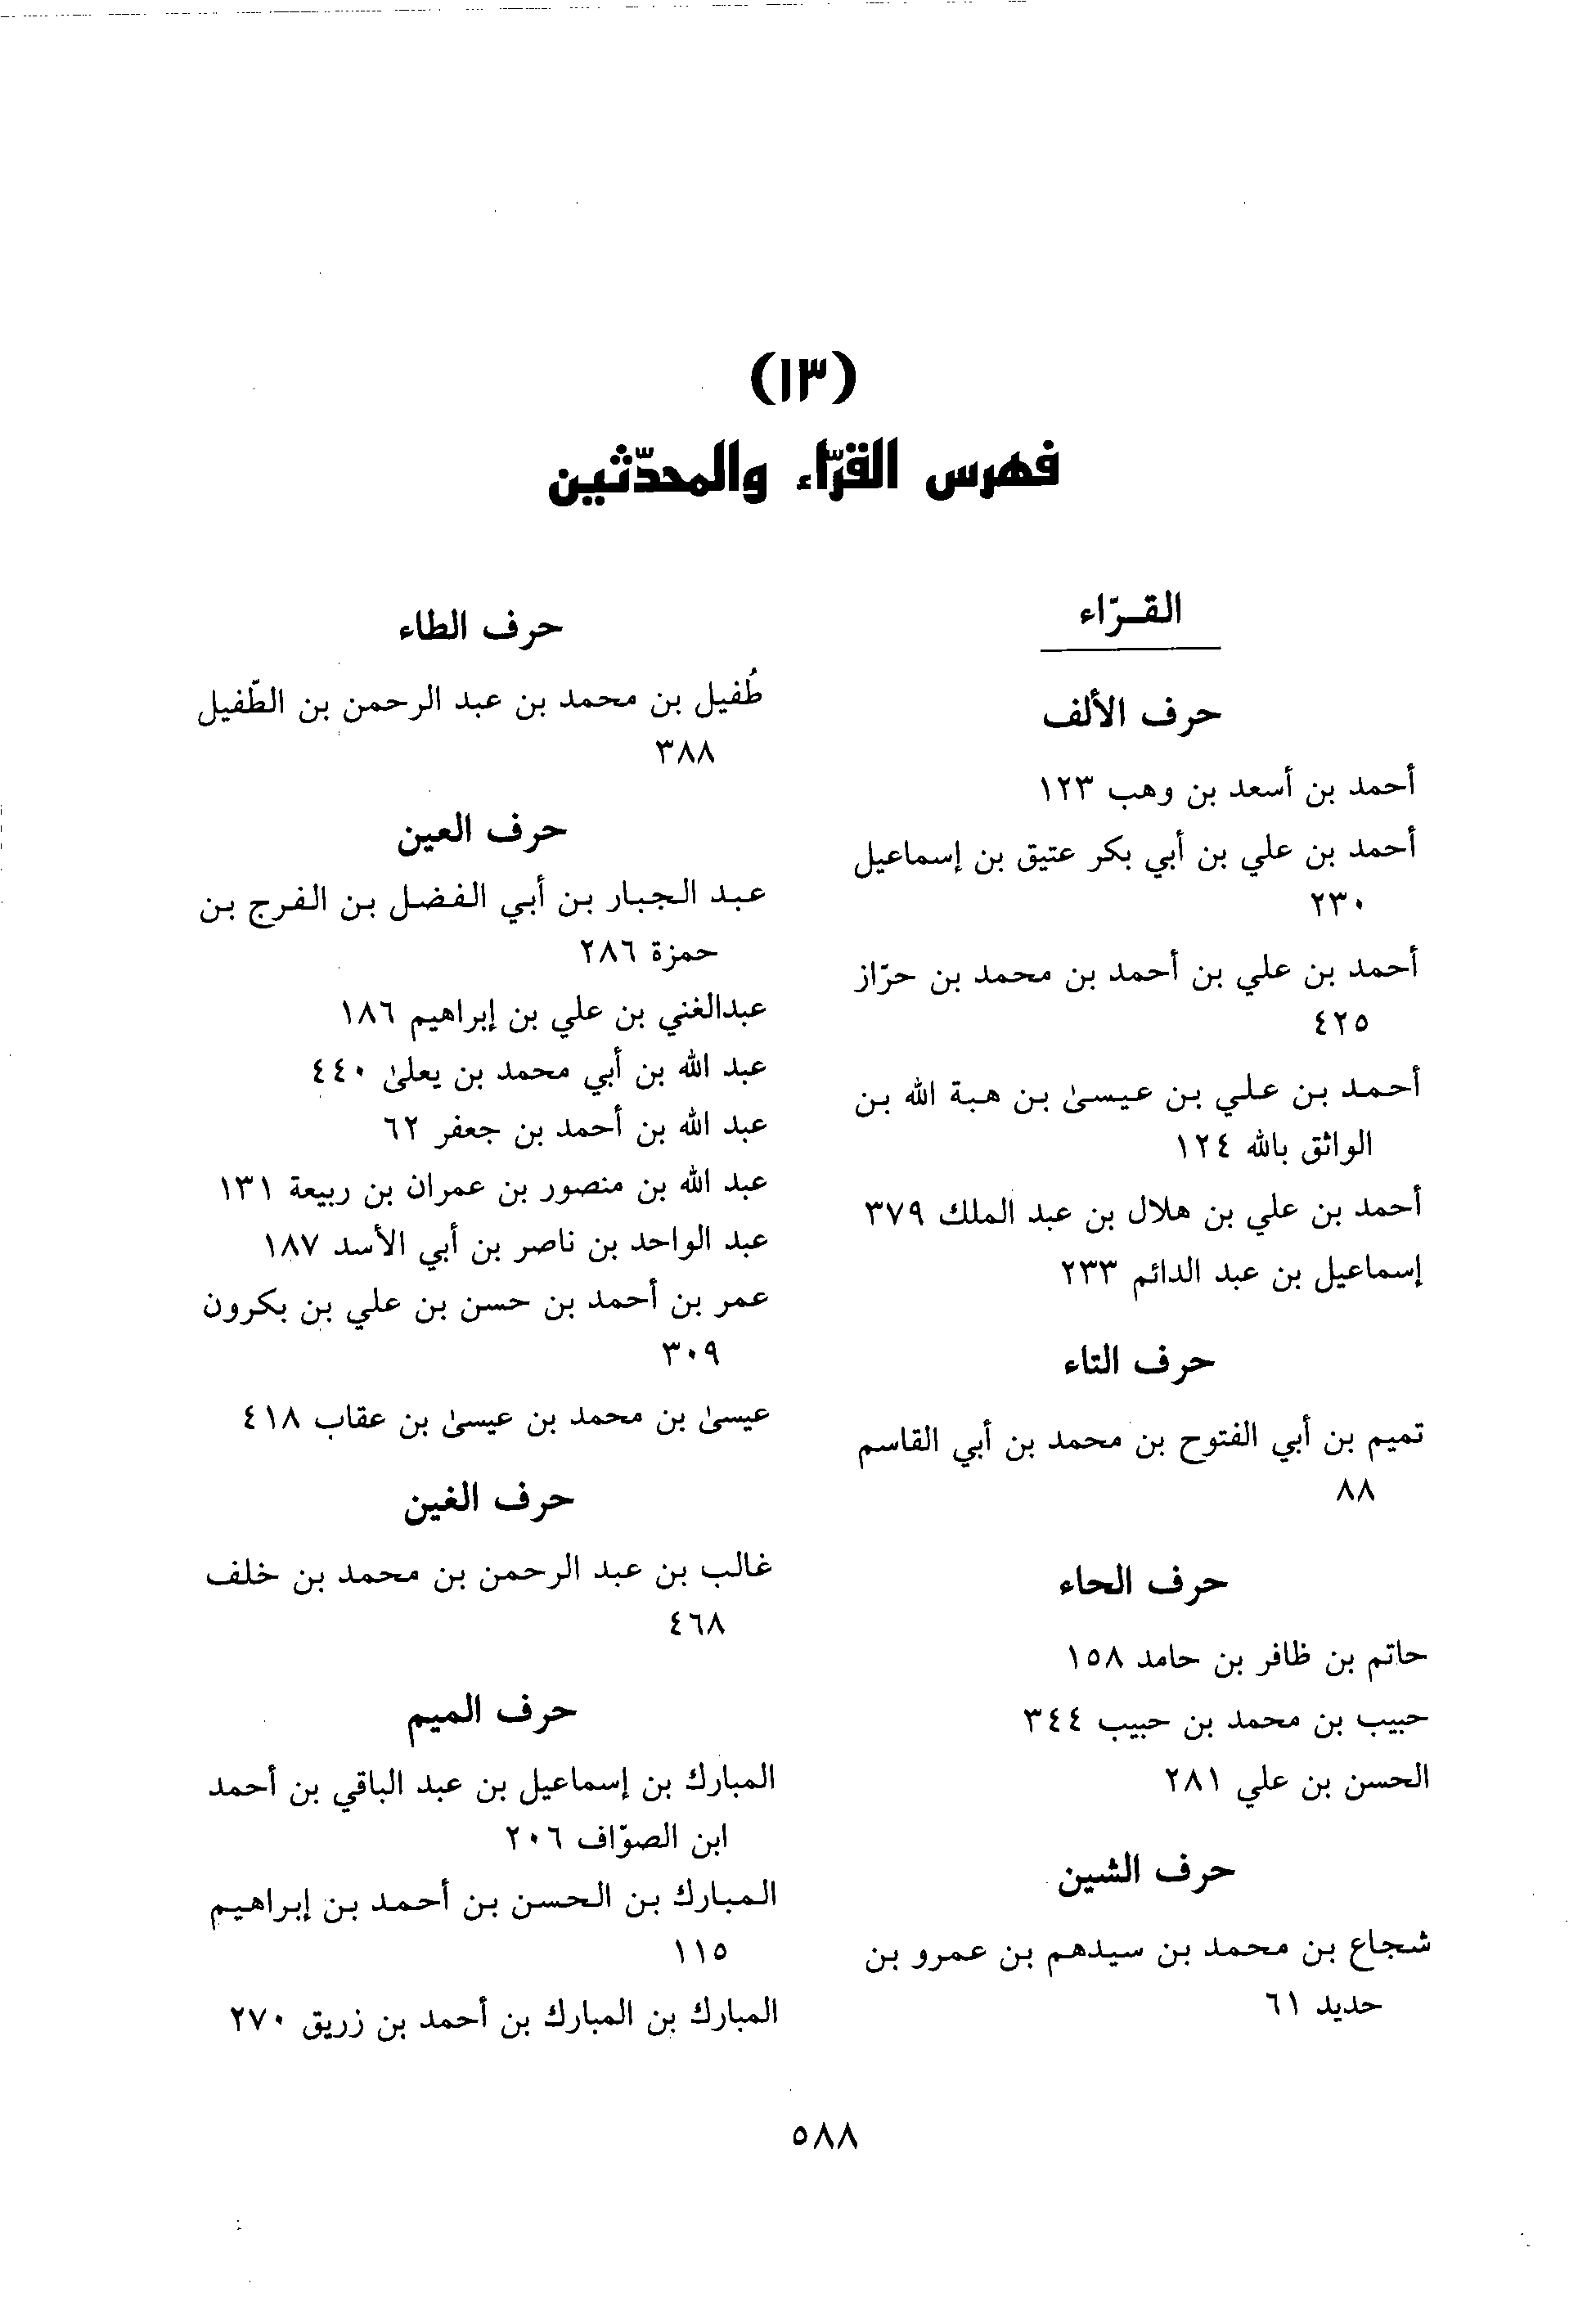 (١٣)
فهرس القرّاء والمحدّثين
القـرّاء
حرف الألف
أحمد بن أسعد بن وهب ١٢٣
أحمد بن علي بن أبي بكر عتيق بن إسماعيل
٢٣٠
أحمد بن علي بن أحمد بن محمد بن حرّاز
٤٢٥
أحمد بن علي بن عيسىٰ بن هبة الله بن
الواثق بالله ١٢٤
أحمد بن علي بن هلال بن عبد الملك ٣٧٩
إسماعيل بن عبد الدائم ٢٣٣
حرف التاء
تميم بن أبي الفتوح بن محمد بن أبي القاسم
٨٨
حرف الحاء
حاتم بن ظافر بن حامد ١٥٨
حبيب بن محمد بن حبيب ٣٤٤
الحسن بن علي ٢٨١
حرف الشين
شجاع بن محمد بن سيدهم بن عمرو بن
حديد ٦١
حرف الطاء
طُفيل بن محمد بن عبد الرحمن بن الطّفيل
٣٨٨
حرف العين
عبد الجبار بن أبي الفضل بن الفرج بن
حمزة ٢٨٦
عبدالغني بن علي بن إبراهيم ١٨٦
عبد الله بن أبي محمد بن يعلىٰ ٤٤٠
عبد الله بن أحمد بن جعفر ٦٢
عبد الله بن منصور بن عمران بن ربيعة ١٣١
عبد الواحد بن ناصر بن أبي الأسد ١٨٧
عمر بن أحمد بن حسن بن علي بن بكرون
٣٠٩
عيسىٰ بن محمد بن عيسىٰ بن عقاب ٤١٨
حرف الغين
غالب بن عبد الرحمن بن محمد بن خلف
٤٦٨
حرف الميم
المبارك بن إسماعيل بن عبد الباقي بن أحمد
ابن الصوّاف ٢٠٦
المبارك بن الحسن بن أحمد بن إبراهيم
١١٥
المبارك بن المبارك بن أحمد بن زريق ٢٧٠
٥٨٨